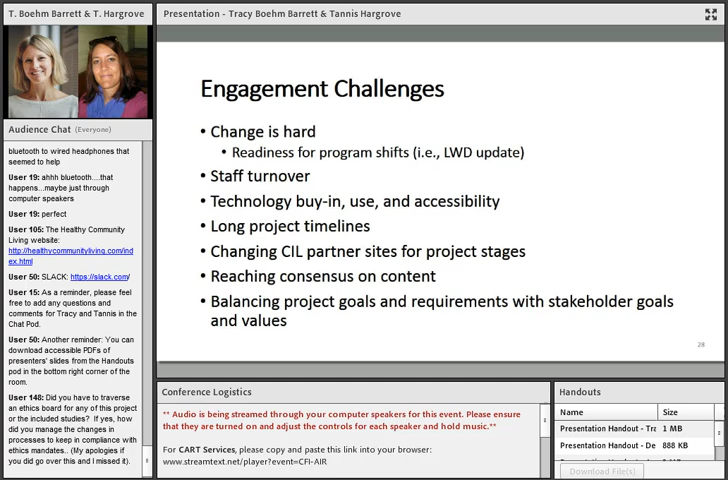 T. Boehm Barrett & T. Hargrove
Audience Chat (Everyone)
bluetooth to wired headphones that
seemed to help
User 19: ahhh bluetooth....that
happens...maybe just through
computer speakers
User 19: perfect
User 105: The Healthy Community
Living website:
http://healthycommunityliving.com/ind
ex.html
User 50: SLACK: https://slack.com/
User 15: As a reminder, please feel
free to add any questions and
comments for Tracy and Tannis in the
Chat Pod.
User 50: Another reminder: You can
download accessible PDFs of
presenters' slides from the Handouts
pod in the bottom right corner of the
room.
User 148: Did you have to traverse
an ethics board for any of this project
or the included studies? If yes, how
did you manage the changes in
processes to keep in compliance with
ethics mandates.. (My apologies if
you did go over this and I missed it).
Presentation - Tracy Boehm Barrett & Tannis Hargrove
Engagement Challenges
• Change is hard
• Readiness for program shifts (i.e., LWD update)
• Staff turnover
• Technology buy-in, use, and accessibility
• Long project timelines
• Changing CIL partner sites for project stages
• Reaching consensus on content
• Balancing project goals and requirements with stakeholder goals
and values
28
Conference Logistics
** Audio is being streamed through your computer speakers for this event. Please ensure
that they are turned on and adjust the controls for each speaker and hold music.**
For CART Services, please copy and paste this link into your browser:
www.streamtext.net/player?event=CFI-AIR
Handouts
Name Size
Presentation Handout - Tra 1 MB
Presentation Handout - De 888 KB
Download File(s)